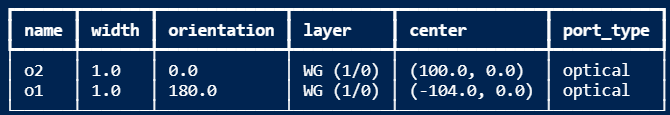 name width orientation layer center port_type
o2 1.0 0.0 WG (1/0) (100.0, 0.0) optical
o1 1.0 180.0 WG (1/0) (-104.0, 0.0) optical